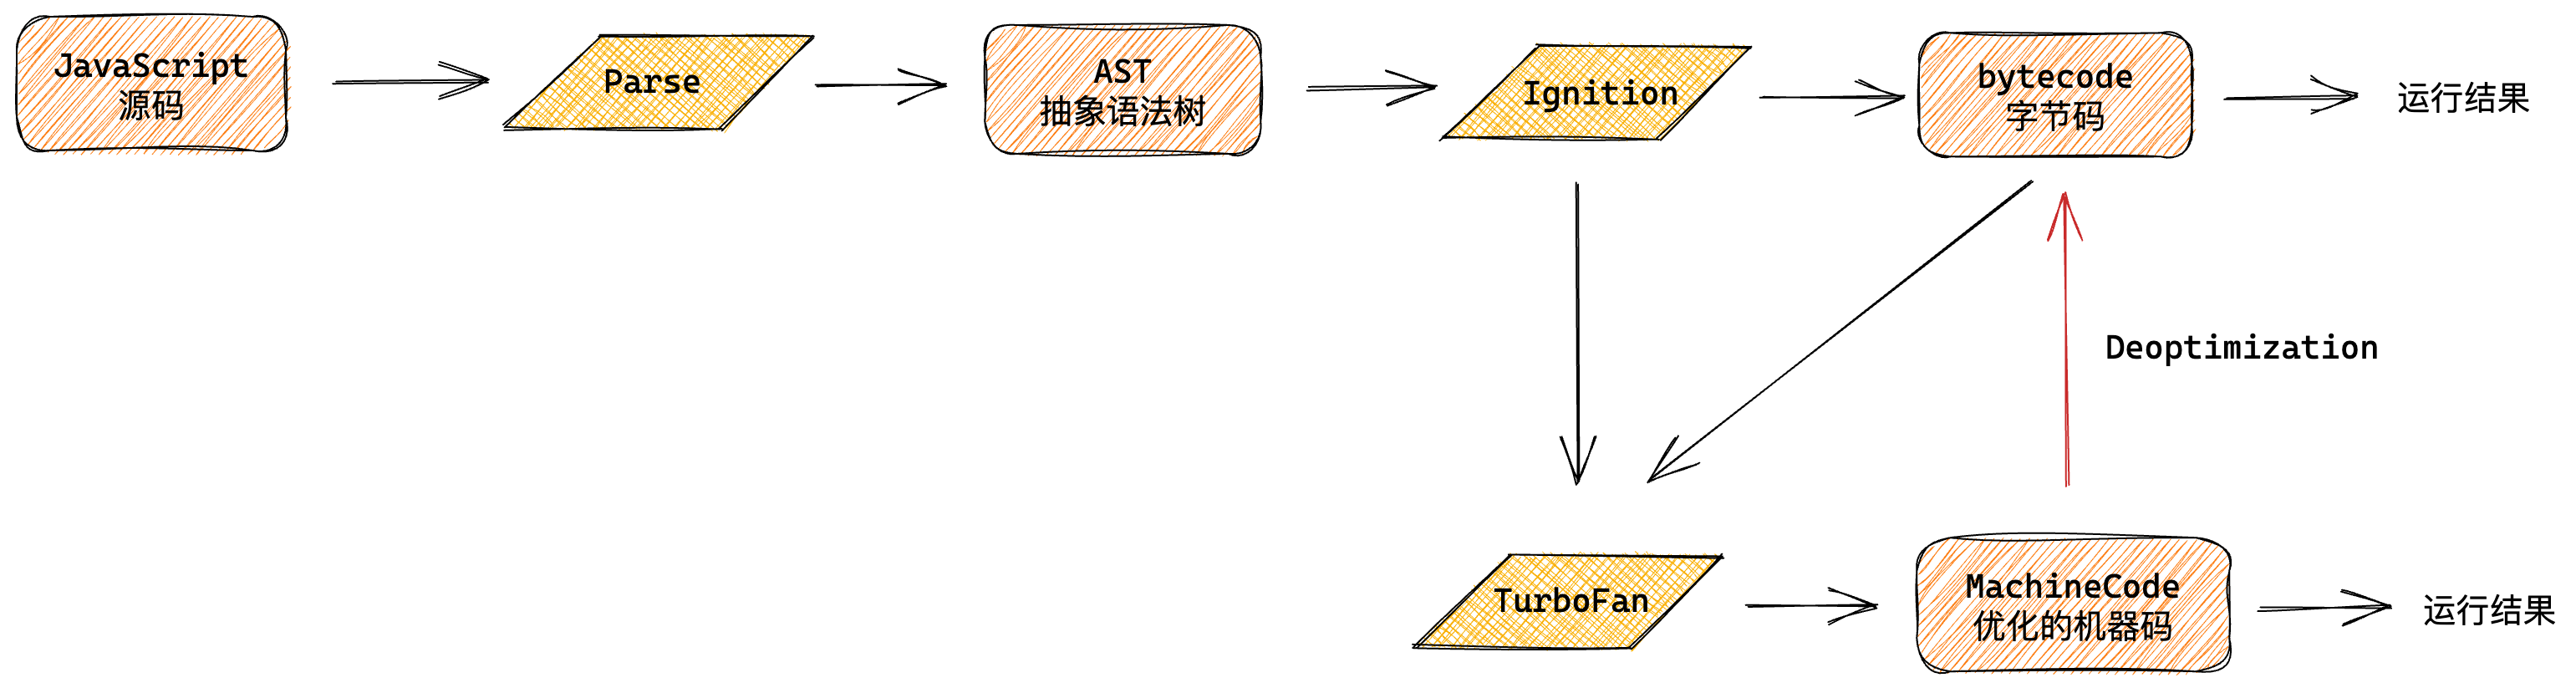 JavaScript
源码
Parse
AST
抽象语法树
Ignition
bytecode
字节码
运行结果
Deoptimization
TurboFan
MachineCode
优化的机器码
运行结果